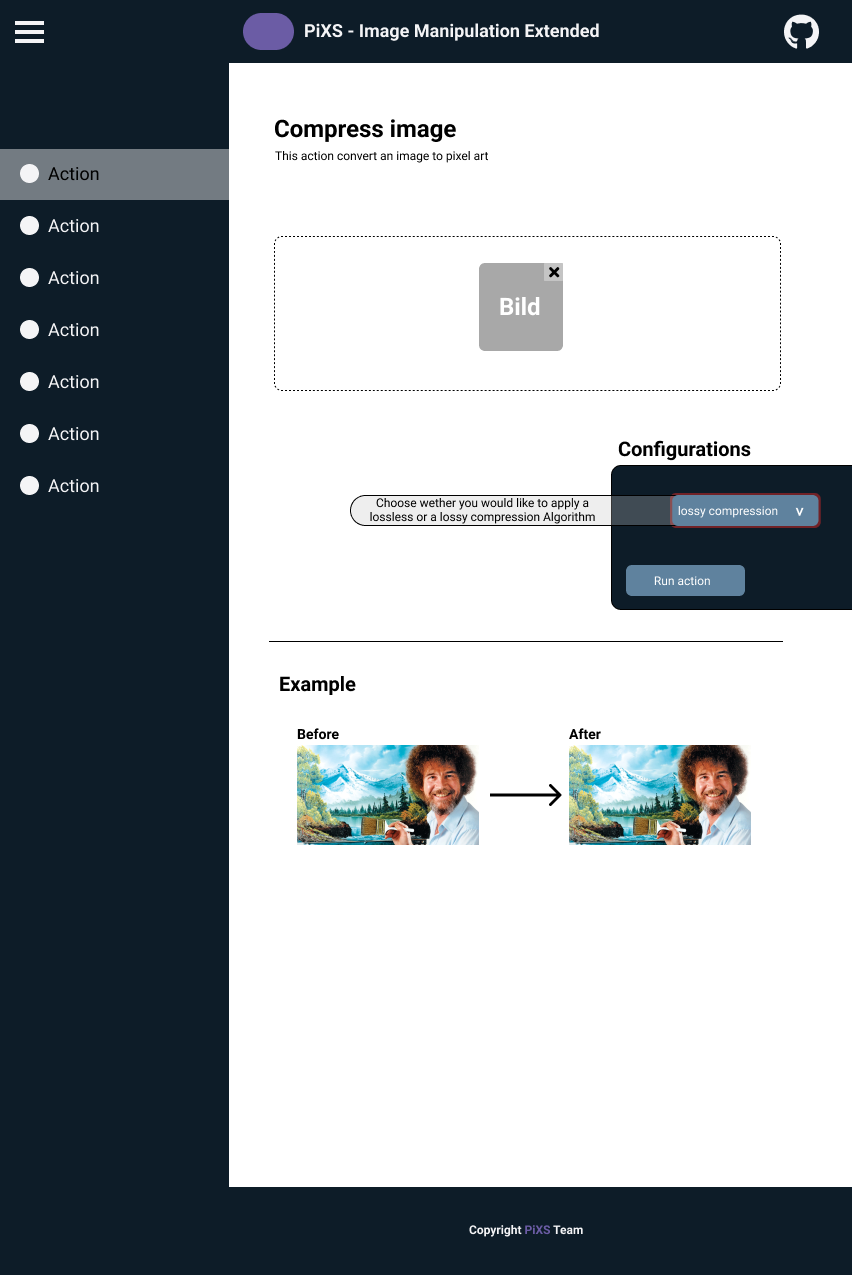 PiXS - Image Manipulation Extended
Action
Action
Action
Action
Action
Action
Action
Compress image
This action convert an image to pixel art
Bild
Configurations
Choose wether you would like to apply a
lossless or a lossy compression Algorithm
lossy compression v
Run action
Example
Before
After
Copyright PiXS Team